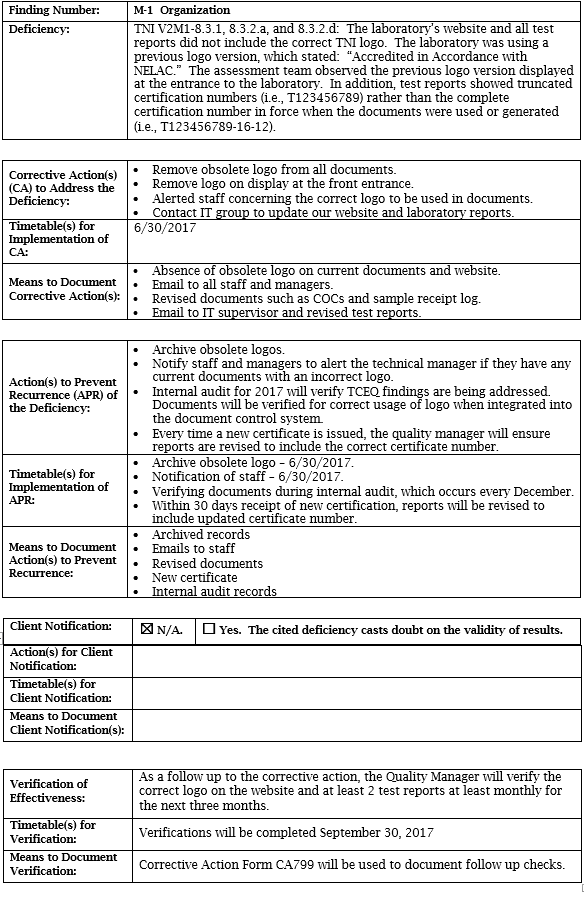 Finding Number: M-1 Organization
Deficiency: TNI V2M1-8.3.1, 8.3.2.a, and 8.3.2.d: The laboratory's website and all test
reports did not include the correct TNI logo. The laboratory was using a
previous logo version, which stated: "Accredited in Accordance with
NELAC." The assessment team observed the previous logo version displayed
at the entrance to the laboratory. In addition, test reports showed truncated
certification numbers (i.e., T123456789) rather than the complete
certification number in force when the documents were used or generated
(i.e., T123456789-16-12).
Corrective Action(s)
(CA) to Address the
Deficiency:
• Remove obsolete logo from all documents.
• Remove logo on display at the front entrance.
• Alerted staff concerning the correct logo to be used in documents.
• Contact IT group to update our website and laboratory reports.
Timetable(s) for
Implementation of
CA:
6/30/2017
Means to Document
Corrective Action(s):
• Absence of obsolete logo on current documents and website.
• Email to all staff and managers.
• Revised documents such as COCs and sample receipt log.
• Email to IT supervisor and revised test reports.
Action(s) to Prevent
Recurrence (APR) of
the Deficiency:
• Archive obsolete logos.
• Notify staff and managers to alert the technical manager if they have any
current documents with an incorrect logo.
• Internal audit for 2017 will verify TCEQ findings are being addressed.
Documents will be verified for correct usage of logo when integrated into
the document control system.
• Every time a new certificate is issued, the quality manager will ensure
reports are revised to include the correct certificate number.
Timetable(s) for
Implementation of
APR:
• Archive obsolete logo – 6/30/2017.
• Notification of staff – 6/30/2017.
• Verifying documents during internal audit, which occurs every December.
• Within 30 days receipt of new certification, reports will be revised to
include updated certificate number.
Means to Document
Action(s) to Prevent
Recurrence:
• Archived records
• Emails to staff
• Revised documents
• New certificate
• Internal audit records
Client Notification: ☒ N/A. ☐ Yes. The cited deficiency casts doubt on the validity of results.
Action(s) for Client
Notification:
Timetable(s) for
Client Notification:
Means to Document
Client Notification(s):
Verification of
Effectiveness:
As a follow up to the corrective action, the Quality Manager will verify the
correct logo on the website and at least 2 test reports at least monthly for
the next three months.
Timetable(s) for
Verification:
Verifications will be completed September 30, 2017
Means to Document
Verification:
Corrective Action Form CA799 will be used to document follow up checks.